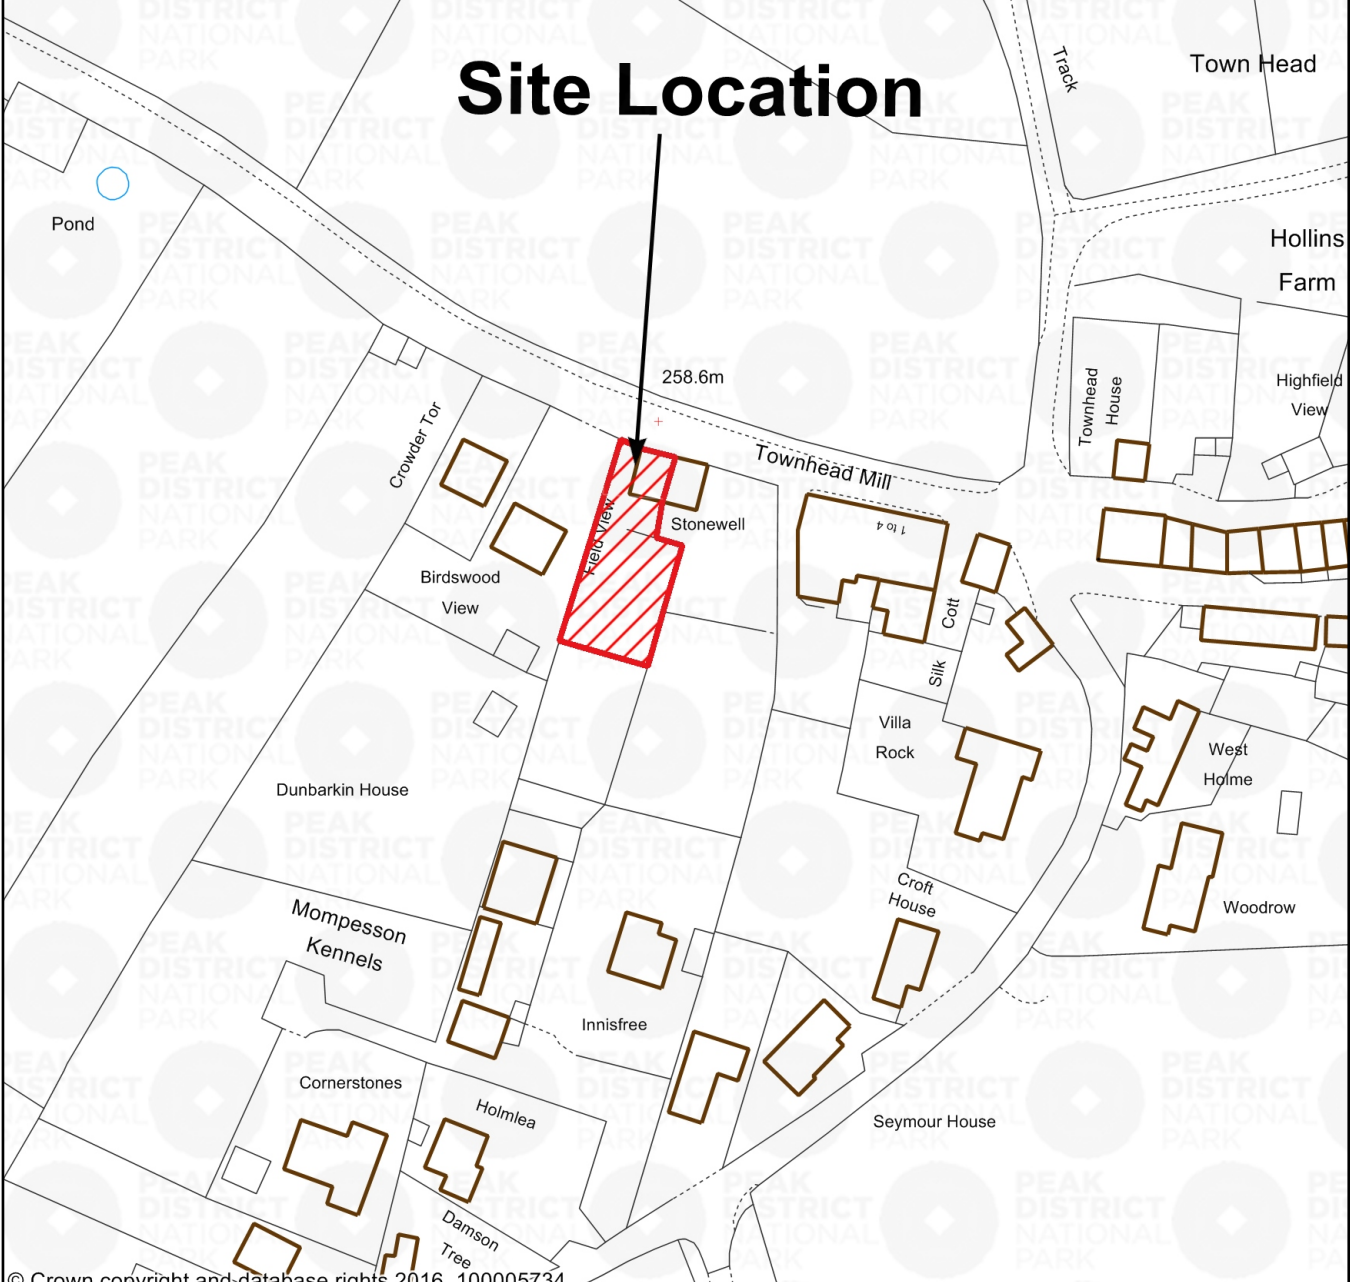 Site Location
Track
Town Head
Pond
Hollins
Farm
258.6m
Townhead
House
Highfield
View
Crowder Tor
Townhead Mill
1 to 4
Field View
Stonewell
Birdswood
View
Cott
Silk
Villa
Rock
West
Holme
Dunbarkin House
Croft
House
Woodrow
Mompesson
Kennels
Innisfree
Cornerstones
Holmlea
Seymour House
Damson
Tree
© Crown copyright and database rights 2016. 100005734
PEAK
DISTRICT
NATIONAL
PARK